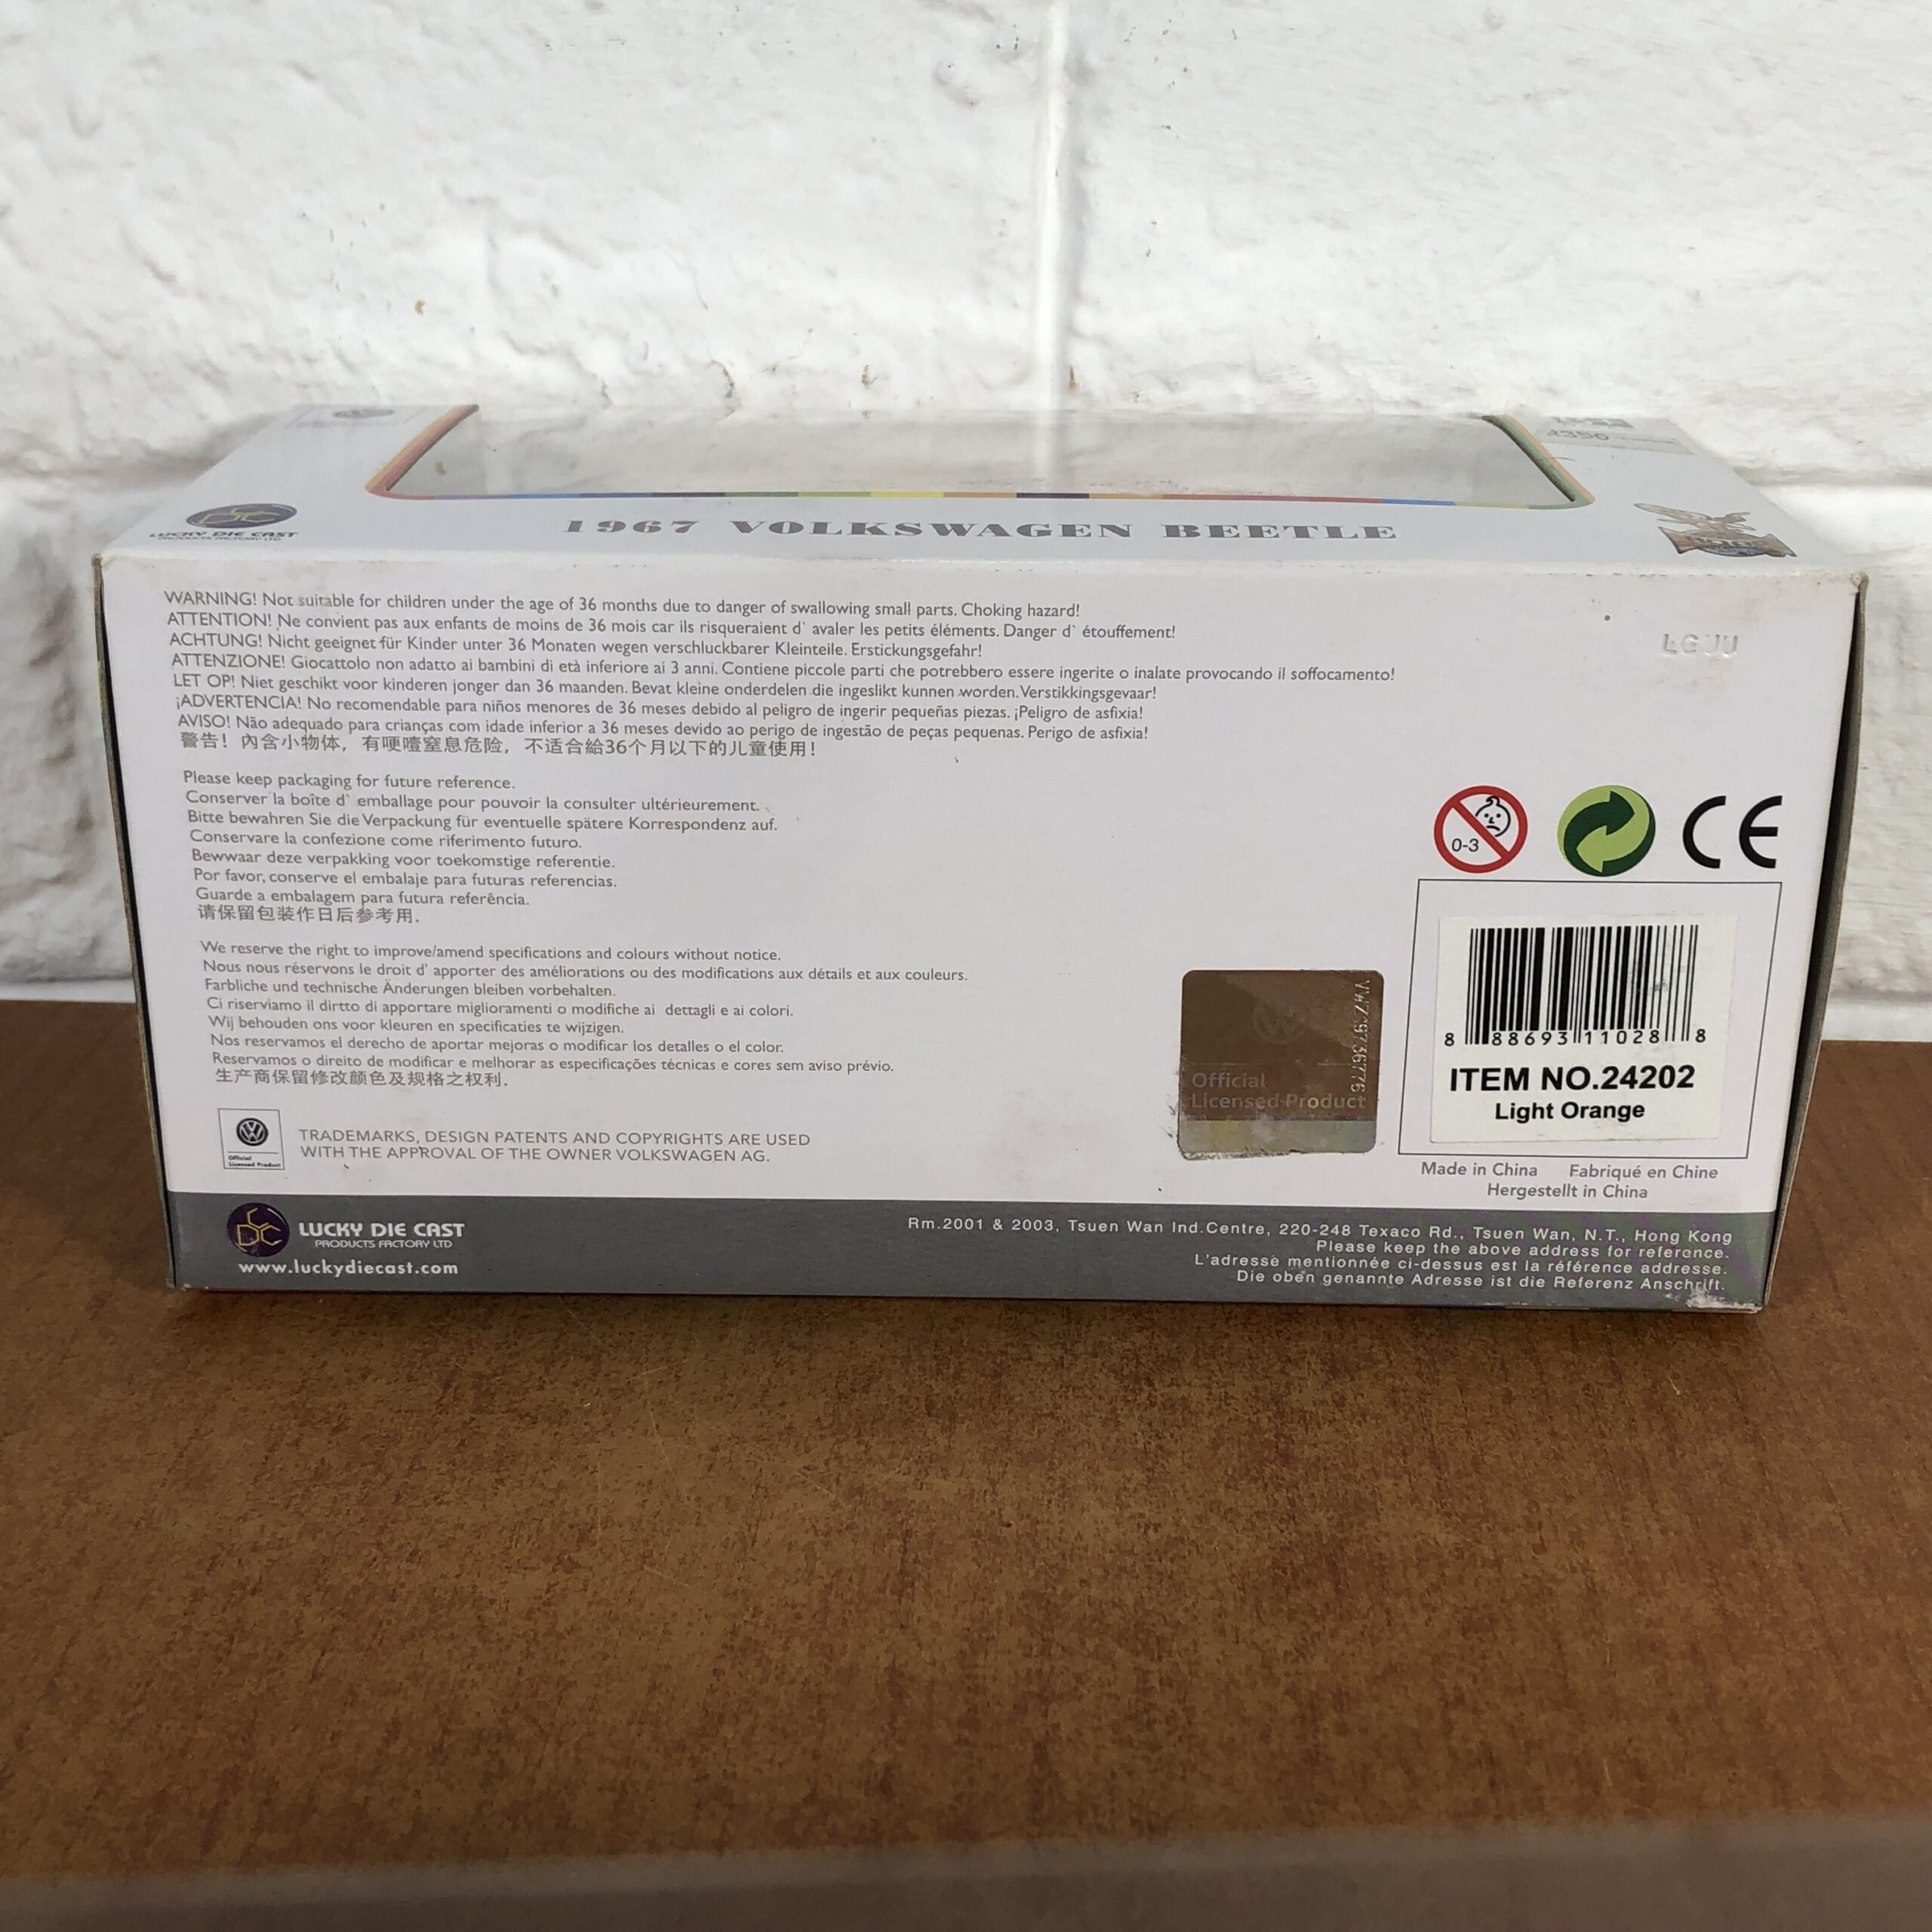 LUCKY DIE CAST
PRODUCTS FACTORY LTD
1967 VOLKSWAGEN BEETLE
WARNING! Not suitable for children under the age of 36 months due to danger of swallowing small parts. Choking hazard!
ATTENTION! Ne convient pas aux enfants de moins de 36 mois car ils risqueraient d` avaler les petits éléments. Danger d` étouffement!
ACHTUNG! Nicht geeignet für Kinder unter 36 Monaten wegen verschluckbarer Kleinteile. Erstickungsgefahr!
ATTENZIONE! Giocattolo non adatto ai bambini di età inferiore ai 3 anni. Contiene piccole parti che potrebbero essere ingerite o inalate provocando il soffocamento!
LET OP! Niet geschikt voor kinderen jonger dan 36 maanden. Bevat kleine onderdelen die ingeslikt kunnen worden. Verstikkingsgevaar!
¡ADVERTENCIA! No recomendable para niños menores de 36 meses debido al peligro de ingerir pequeñas piezas. ¡Peligro de asfixia!
AVISO! Não adequado para crianças com idade inferior a 36 meses devido ao perigo de ingestão de peças pequenas. Perigo de asfixia!
警告! 內含小物体, 有哽噎窒息危险, 不适合給36个月以下的儿童使用!
Please keep packaging for future reference.
Conserver la boîte d` emballage pour pouvoir la consulter ultérieurement.
Bitte bewahren Sie die Verpackung für eventuelle spätere Korrespondenz auf.
Conservare la confezione come riferimento futuro.
Bewwaar deze verpakking voor toekomstige referentie.
Por favor, conserve el embalaje para futuras referencias.
Guarde a embalagem para futura referência.
请保留包装作日后参考用.
We reserve the right to improve/amend specifications and colours without notice.
Nous nous réservons le droit d' apporter des améliorations ou des modifications aux détails et aux couleurs.
Farbliche und technische Änderungen bleiben vorbehalten.
Ci riserviamo il dirtto di apportare miglioramenti o modifiche ai dettagli e ai colori.
Wij behouden ons voor kleuren en specificaties te wijzigen.
Nos reservamos el derecho de aportar mejoras o modificar los detalles o el color.
Reservamos o direito de modificar e melhorar as especificações técnicas e cores sem aviso prévio.
生产商保留修改颜色及规格之权利.
Official
Licensed Product
TRADEMARKS, DESIGN PATENTS AND COPYRIGHTS ARE USED
WITH THE APPROVAL OF THE OWNER VOLKSWAGEN AG.
Official
Licensed Product
0-3
CE
8 88693 11028 8
ITEM NO.24202
Light Orange
Made in China Fabriqué en Chine
Hergestellt in China
LUCKY DIE CAST
PRODUCTS FACTORY LTD
www.luckydiecast.com
Rm.2001 & 2003, Tsuen Wan Ind.Centre, 220-248 Texaco Rd., Tsuen Wan, N.T., Hong Kong
Please keep the above address for reference.
L'adresse mentionnée ci-dessus est la référence addresse.
Die oben genannte Adresse ist die Referenz Anschrift.